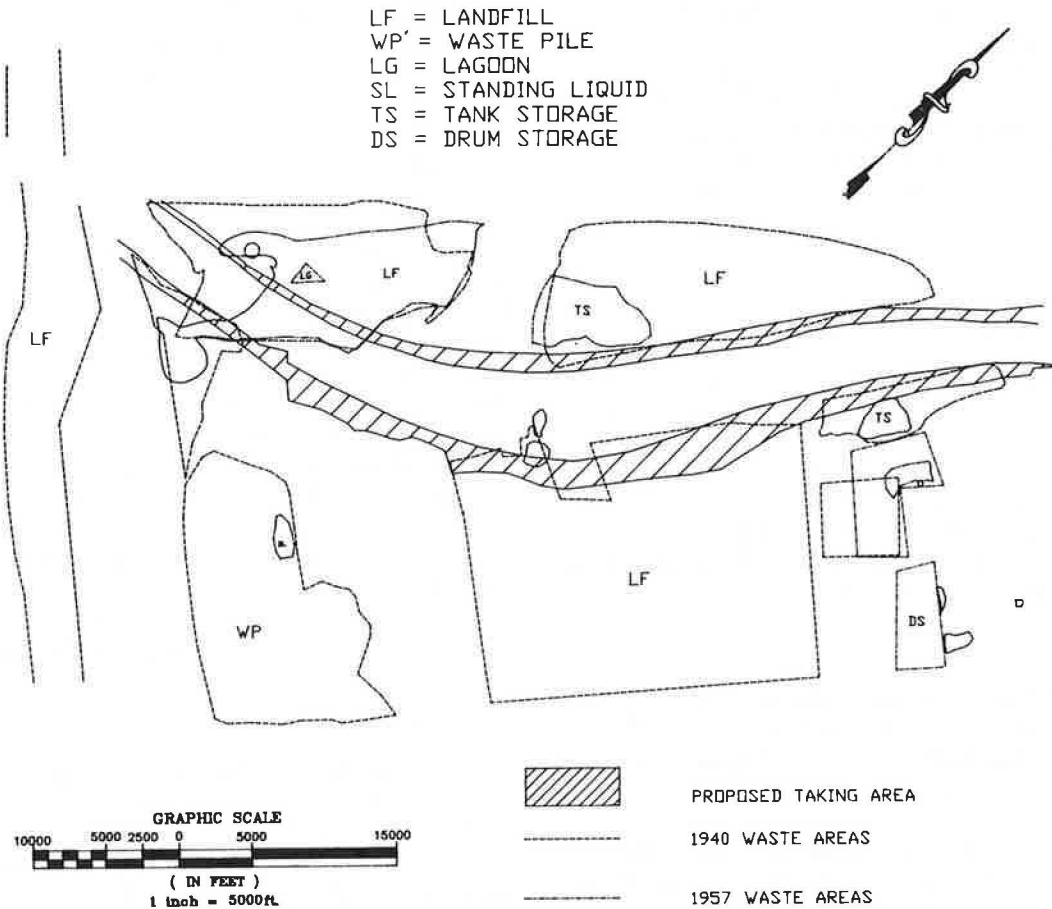 LF = LANDFILL
WP' = WASTE PILE
LG = LAGOON
SL = STANDING LIQUID
TS = TANK STORAGE
DS = DRUM STORAGE
LG
LF
LF
TS
LF
TS
LF
WP
DS
PROPOSED TAKING AREA
1940 WASTE AREAS
1957 WASTE AREAS
GRAPHIC SCALE
10000 5000 2500 0 5000 15000
( IN FEET )
1 inch = 5000ft.